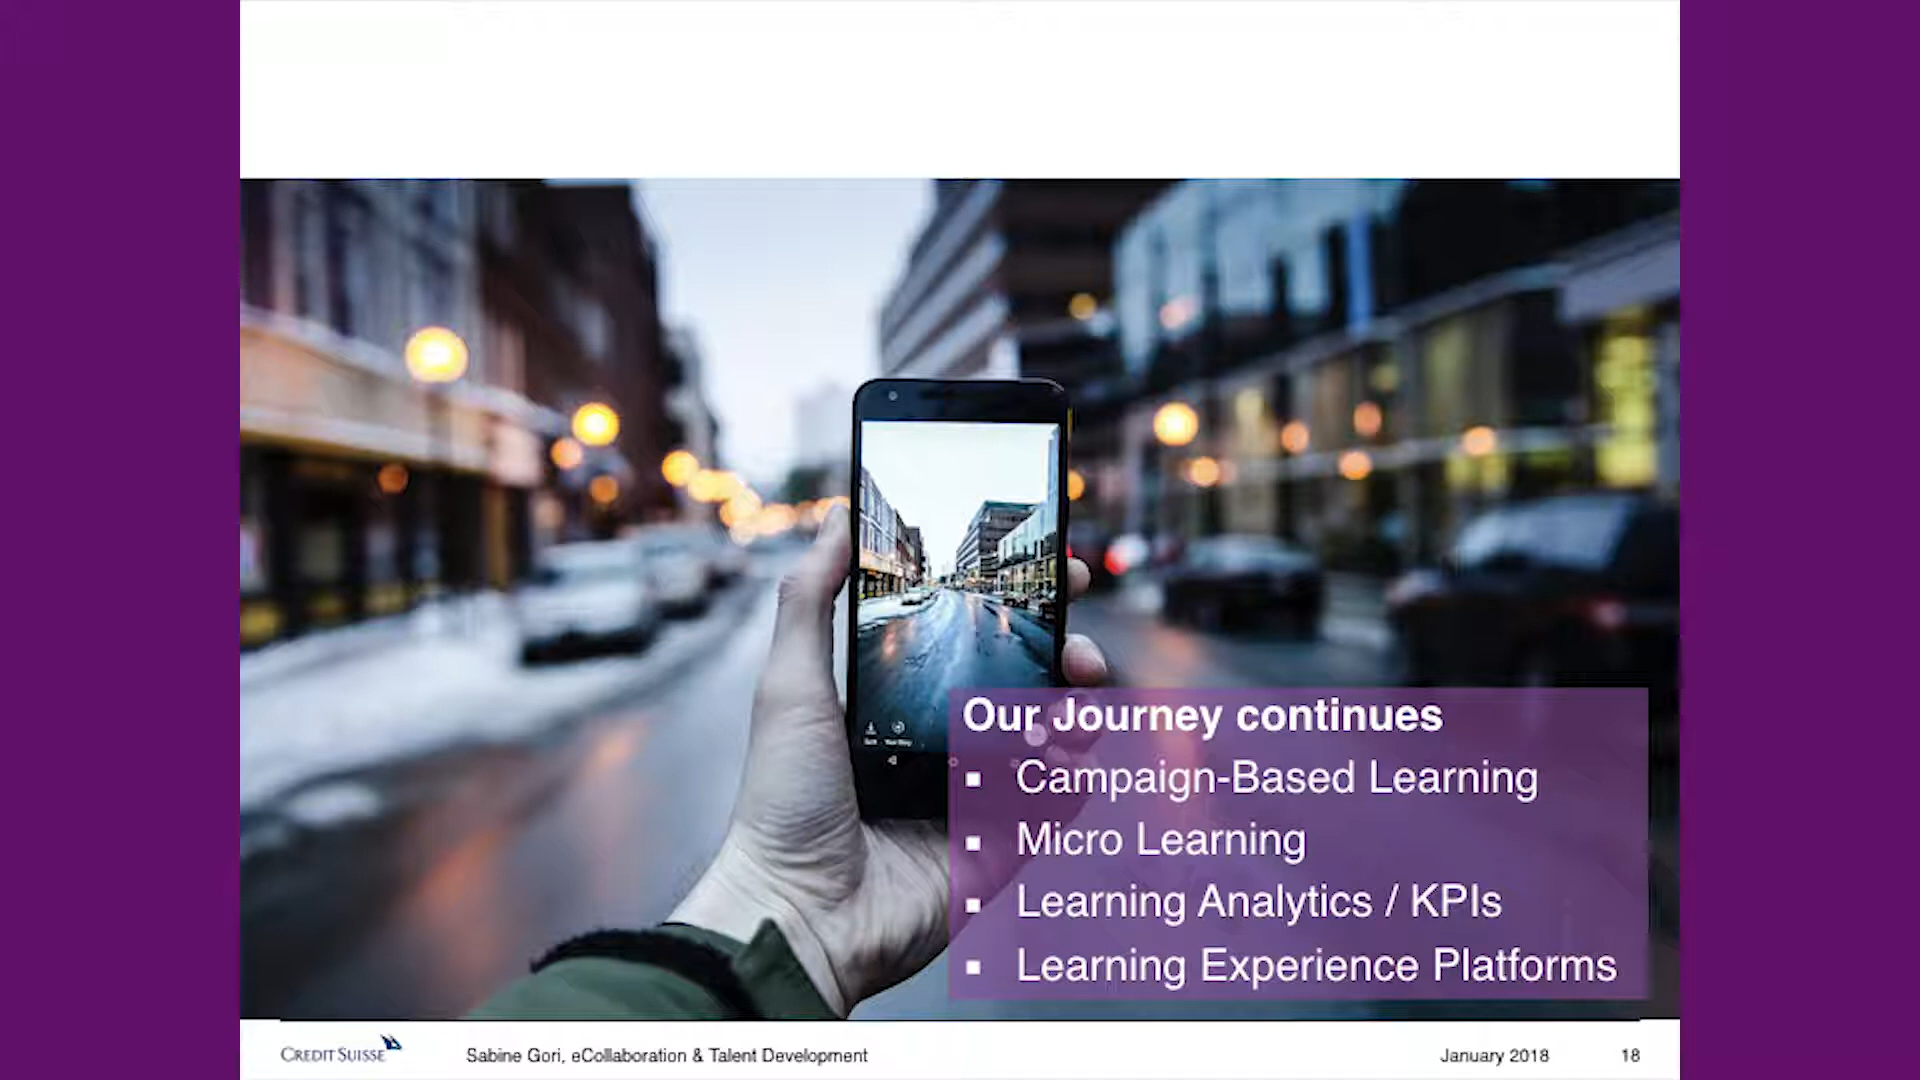 Our Journey continues
▪ Campaign-Based Learning
▪ Micro Learning
▪ Learning Analytics / KPIs
▪ Learning Experience Platforms
CREDIT SUISSE
Sabine Gori, eCollaboration & Talent Development
January 2018
18